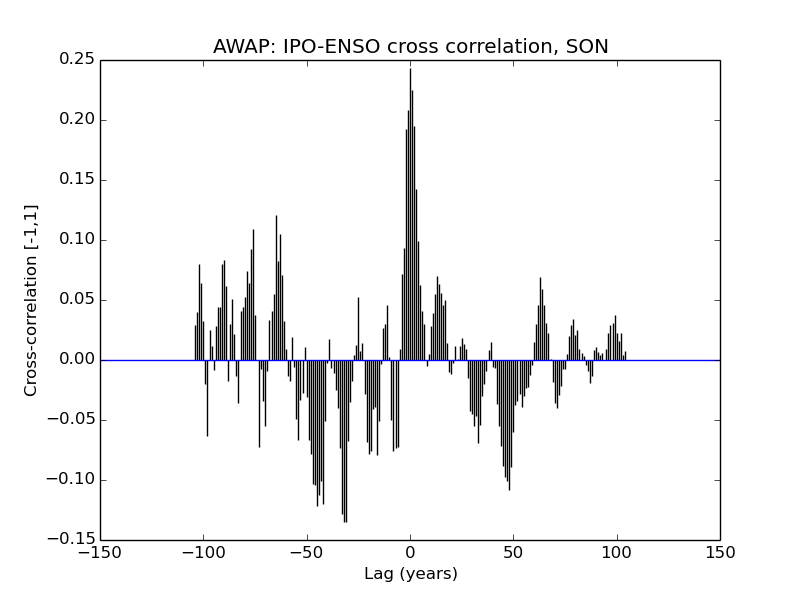 AWAP: IPO-ENSO cross correlation, SON
0.25
0.20
0.15
0.10
0.05
0.00
−0.05
−0.10
−0.15
Cross-correlation [-1,1]
−150 −100 −50 0 50 100 150
Lag (years)